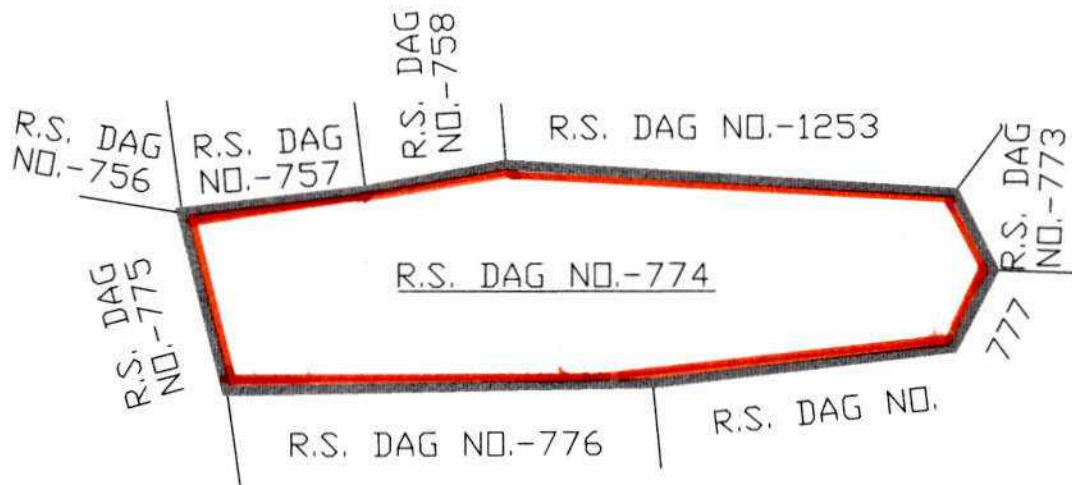 R.S. DAG
NO.-756
R.S. DAG
NO.-757
R.S. DAG
NO.-758
R.S. DAG NO.-1253
R.S. DAG
NO.-773
R.S. DAG NO.-774
R.S. DAG
NO.-775
R.S. DAG NO.-776
R.S. DAG NO.
777